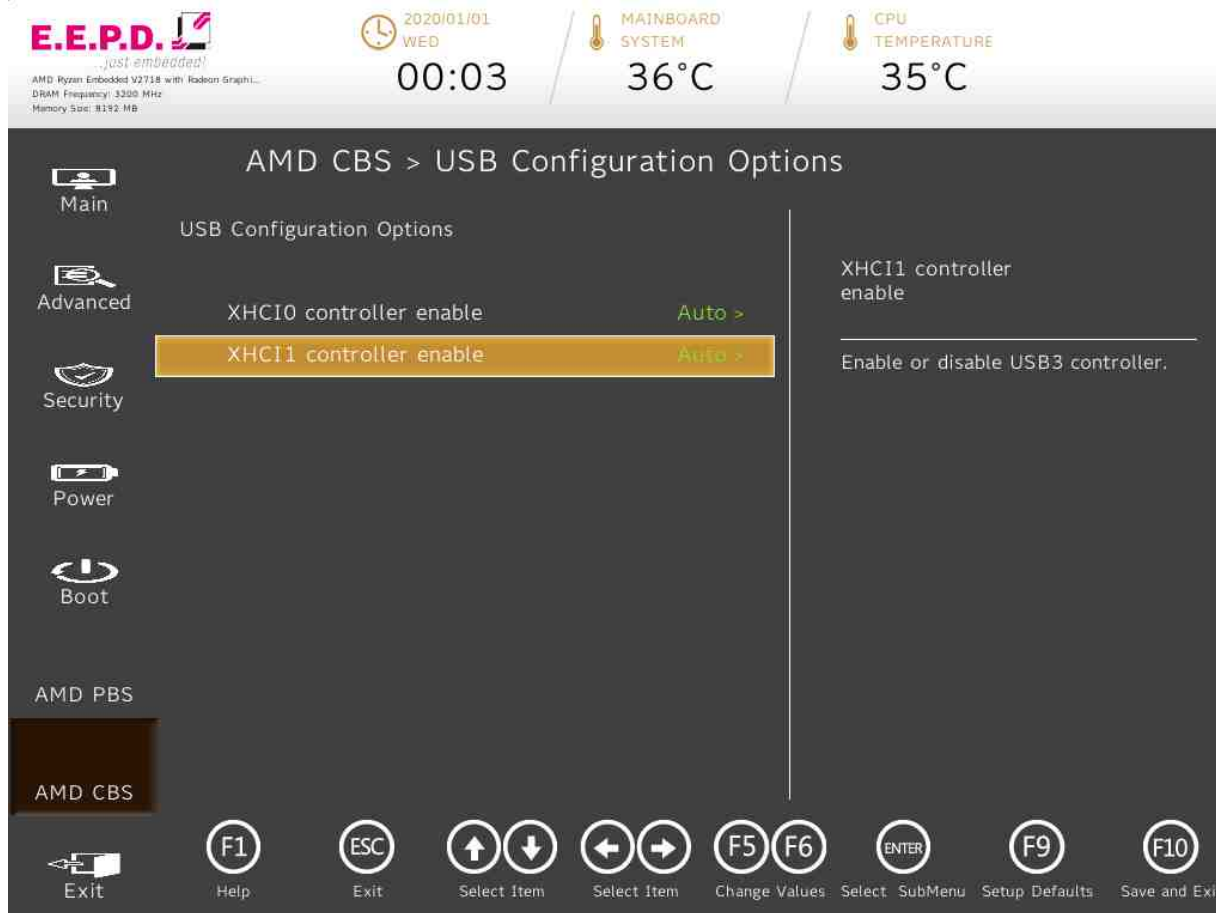 E.E.P.D.
...just embedded!
AMD Ryzen Embedded V2718 with Radeon Graphi...
DRAM Frequency: 3200 MHz
Memory Size: 8192 MB
2020/01/01
WED
00:03
MAINBOARD
SYSTEM
36°C
CPU
TEMPERATURE
35°C
AMD CBS > USB Configuration Options
Main
Advanced
Security
Power
Boot
AMD PBS
AMD CBS
Exit
USB Configuration Options
XHCI0 controller enable Auto >
XHCI1 controller enable Auto >
XHCI1 controller
enable
Enable or disable USB3 controller.
F1 ESC F5 F6 ENTER F9 F10
Help Exit Select Item Select Item Change Values Select SubMenu Setup Defaults Save and Exi